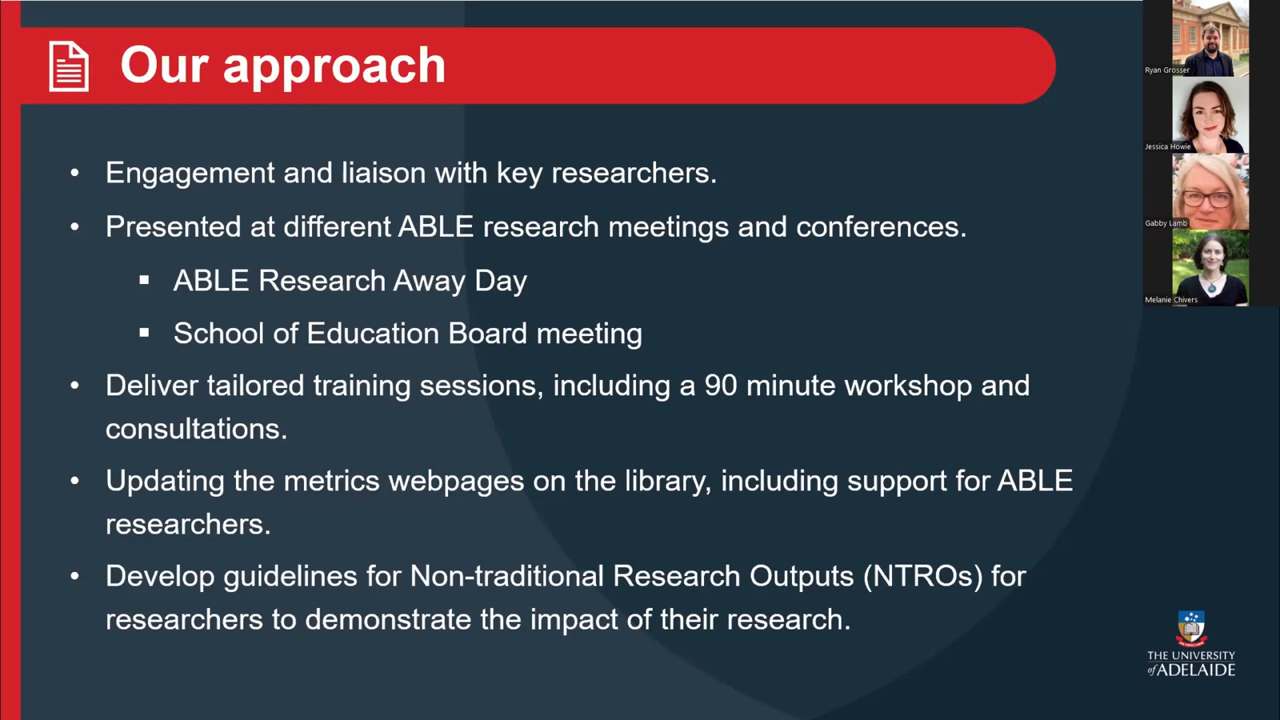 Our approach
• Engagement and liaison with key researchers.
• Presented at different ABLE research meetings and conferences.
▪ ABLE Research Away Day
▪ School of Education Board meeting
• Deliver tailored training sessions, including a 90 minute workshop and
consultations.
• Updating the metrics webpages on the library, including support for ABLE
researchers.
• Develop guidelines for Non-traditional Research Outputs (NTROs) for
researchers to demonstrate the impact of their research.
Ryan Grosser
Jessica Howie
Gabby Lamb
Melanie Chivers
THE UNIVERSITY
of ADELAIDE